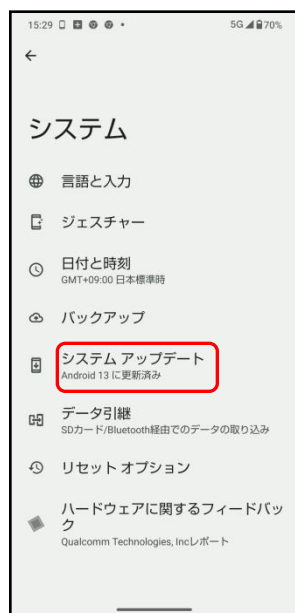 15:29 5G 70%
システム
言語と入力
ジェスチャー
日付と時刻
GMT+09:00 日本標準時
バックアップ
システム アップデート
Android 13 に更新済み
データ引継
SDカード/Bluetooth経由でのデータの取り込み
リセット オプション
ハードウェアに関するフィードバッ
ク
Qualcomm Technologies, Incレポート